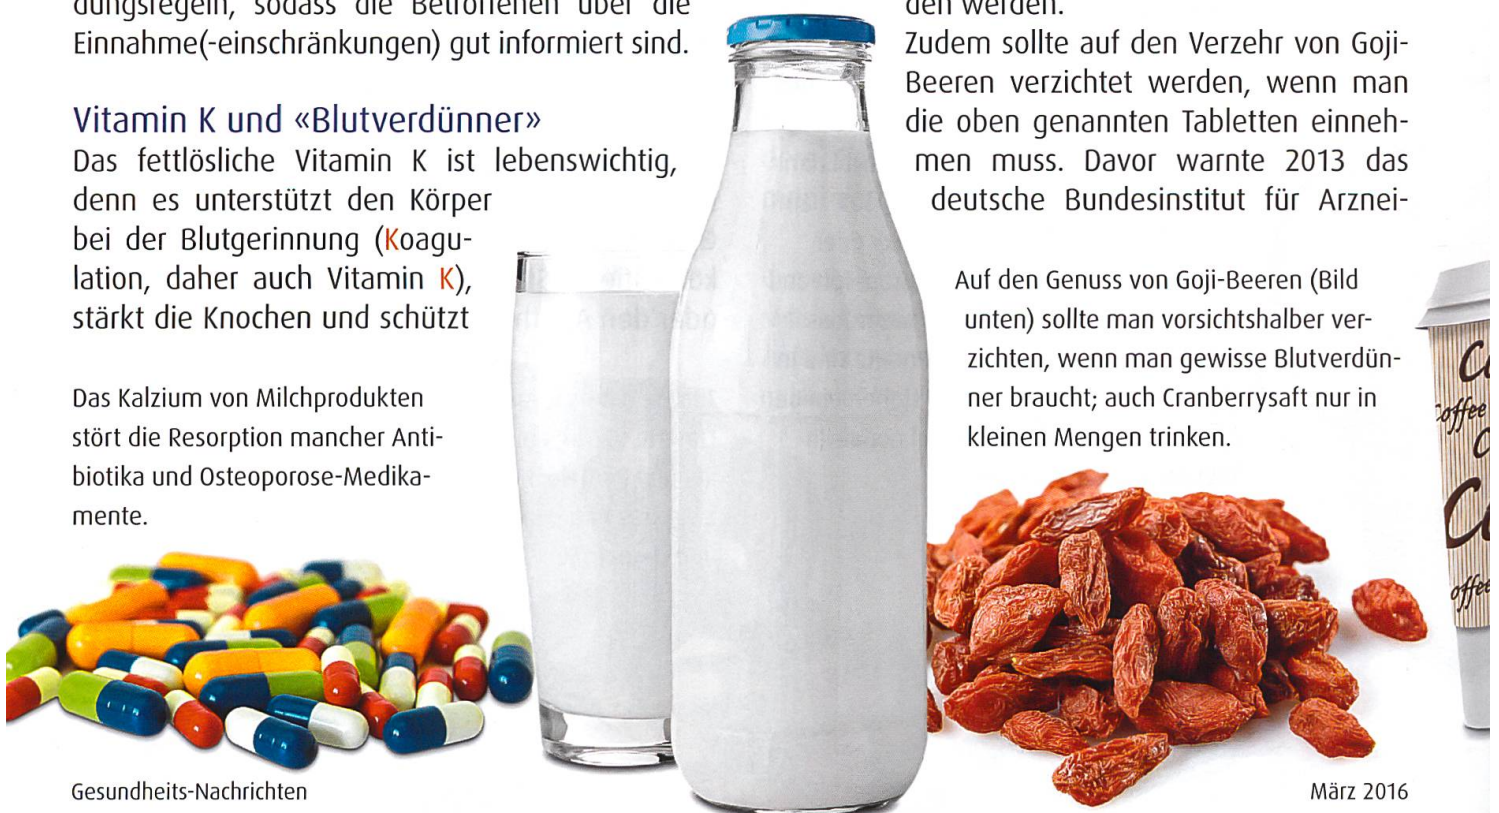 Einnahme(-einschränkungen) gut informiert sind.
Vitamin K und «Blutverdünner»
Das fettlösliche Vitamin K ist lebenswichtig,
denn es unterstützt den Körper
bei der Blutgerinnung (Koagu-
lation, daher auch Vitamin K),
stärkt die Knochen und schützt
Das Kalzium von Milchprodukten
stört die Resorption mancher Anti-
biotika und Osteoporose-Medika-
mente.
Gesundheits-Nachrichten
den werden.
Zudem sollte auf den Verzehr von Goji-
Beeren verzichtet werden, wenn man
die oben genannten Tabletten einneh-
men muss. Davor warnte 2013 das
deutsche Bundesinstitut für Arznei-
Auf den Genuss von Goji-Beeren (Bild
unten) sollte man vorsichtshalber ver-
zichten, wenn man gewisse Blutverdün-
ner braucht; auch Cranberrysaft nur in
kleinen Mengen trinken.
Coffee
März 2016